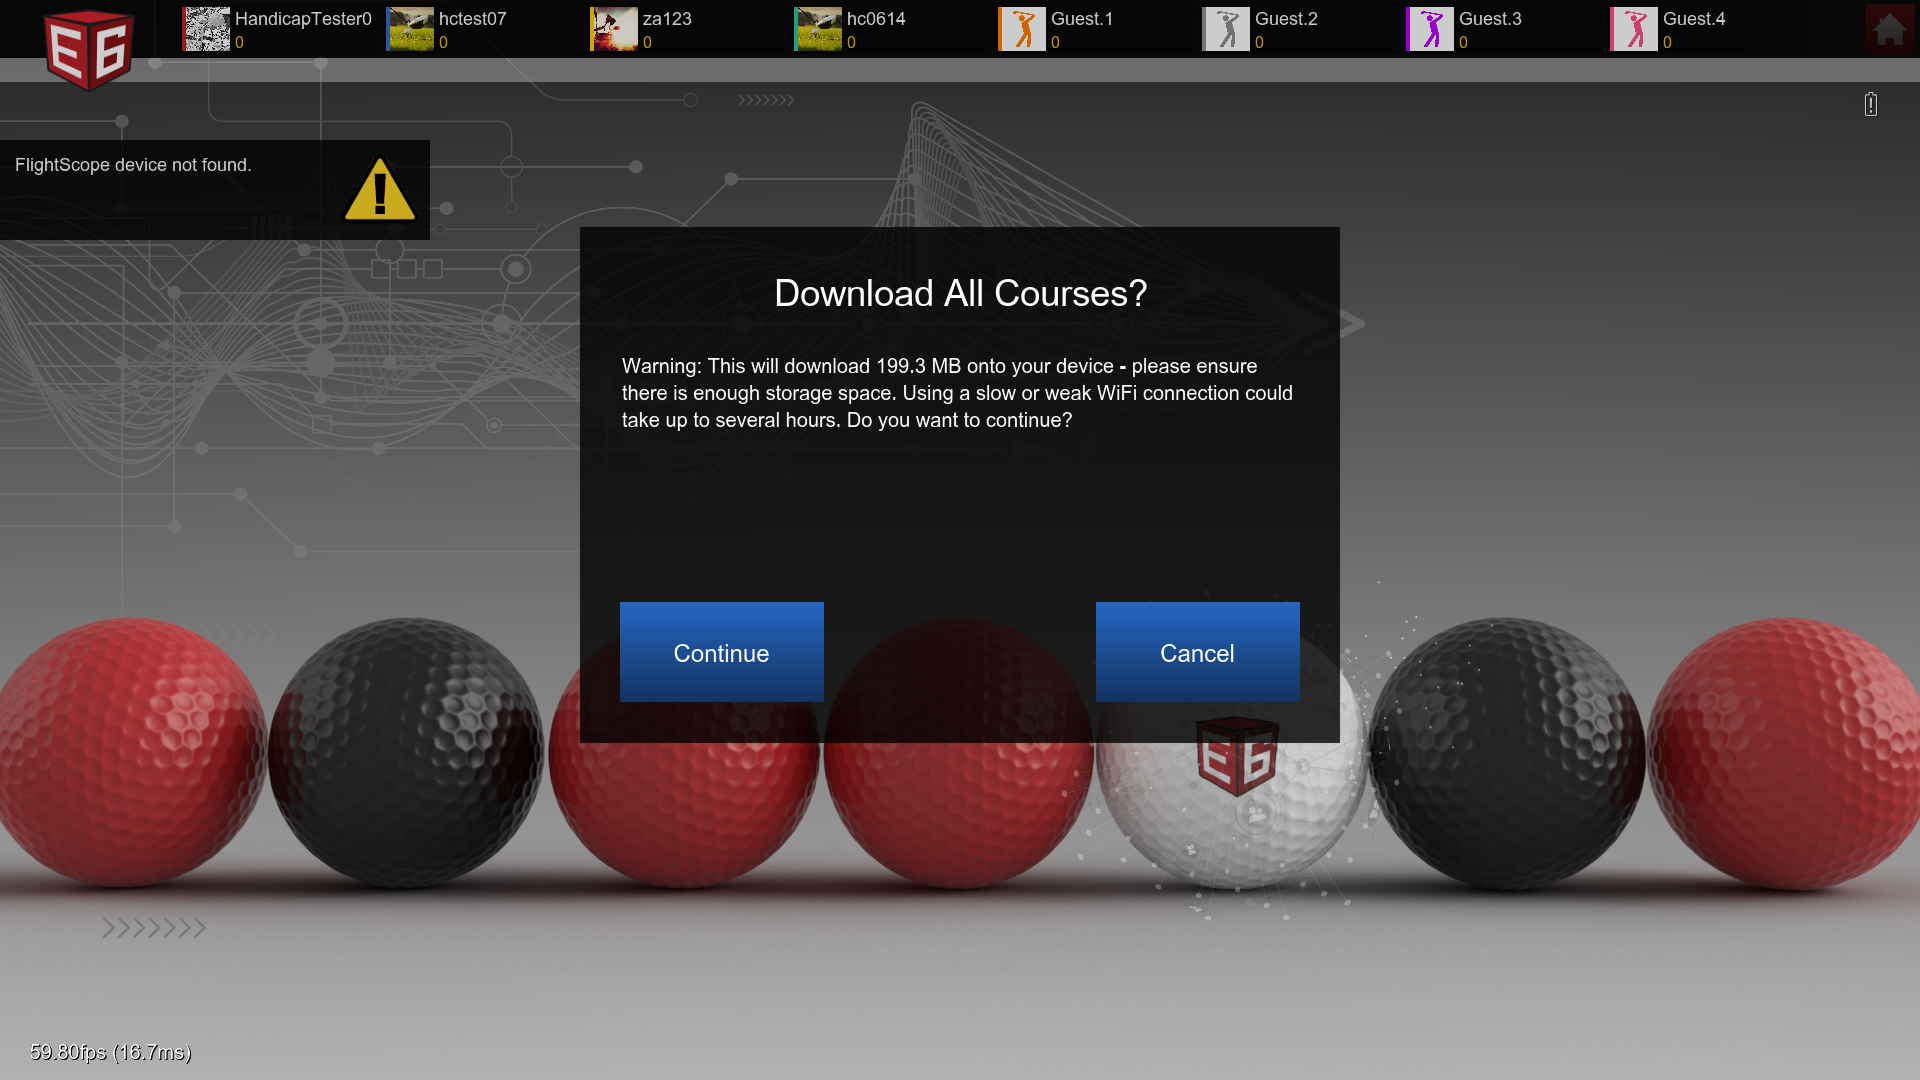 E6
HandicapTester0
0
hctest07
0
za123
0
hc0614
0
Guest.1
0
Guest.2
0
Guest.3
0
Guest.4
0
FlightScope device not found.
Download All Courses?
Warning: This will download 199.3 MB onto your device - please ensure
there is enough storage space. Using a slow or weak WiFi connection could
take up to several hours. Do you want to continue?
Continue
Cancel
E6
59.80fps (16.7ms)